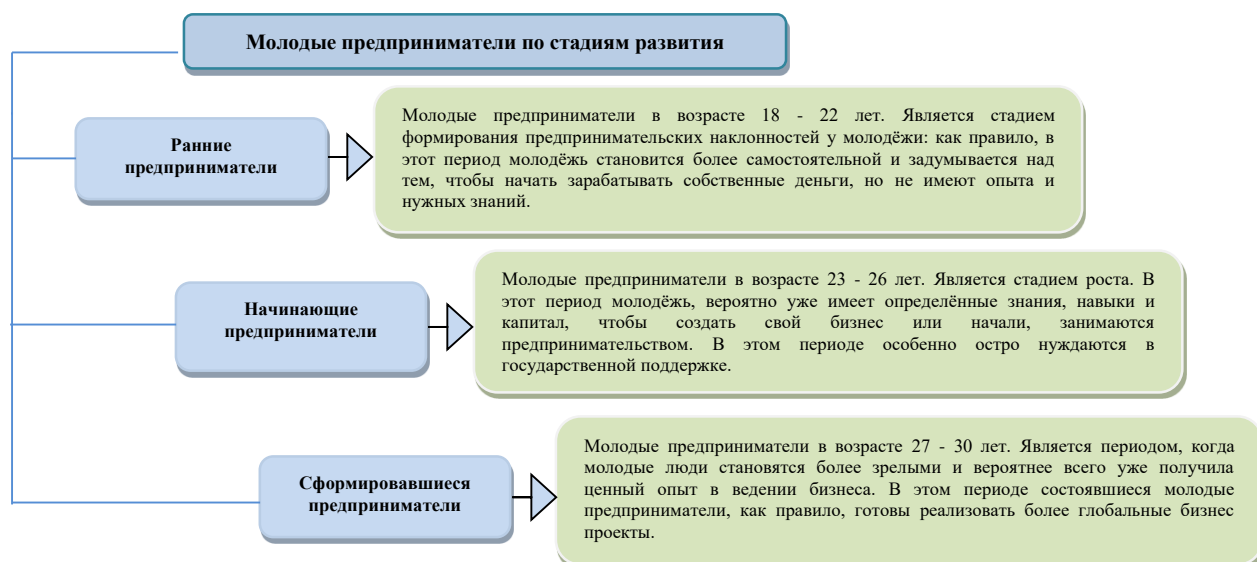 Молодые предприниматели по стадиям развития
Ранние
предприниматели
Молодые предприниматели в возрасте 18 - 22 лет. Является стадием
формирования предпринимательских наклонностей у молодёжи: как правило, в
этот период молодёжь становится более самостоятельной и задумывается над
тем, чтобы начать зарабатывать собственные деньги, но не имеют опыта и
нужных знаний.
Начинающие
предприниматели
Молодые предприниматели в возрасте 23 - 26 лет. Является стадием роста. В
этот период молодёжь, вероятно уже имеет определённые знания, навыки и
капитал, чтобы создать свой бизнес или начали, занимаются
предпринимательством. В этом периоде особенно остро нуждаются в
государственной поддержке.
Сформировавшиеся
предприниматели
Молодые предприниматели в возрасте 27 - 30 лет. Является периодом, когда
молодые люди становятся более зрелыми и вероятнее всего уже получила
ценный опыт в ведении бизнеса. В этом периоде состоявшиеся молодые
предприниматели, как правило, готовы реализовать более глобальные бизнес
проекты.